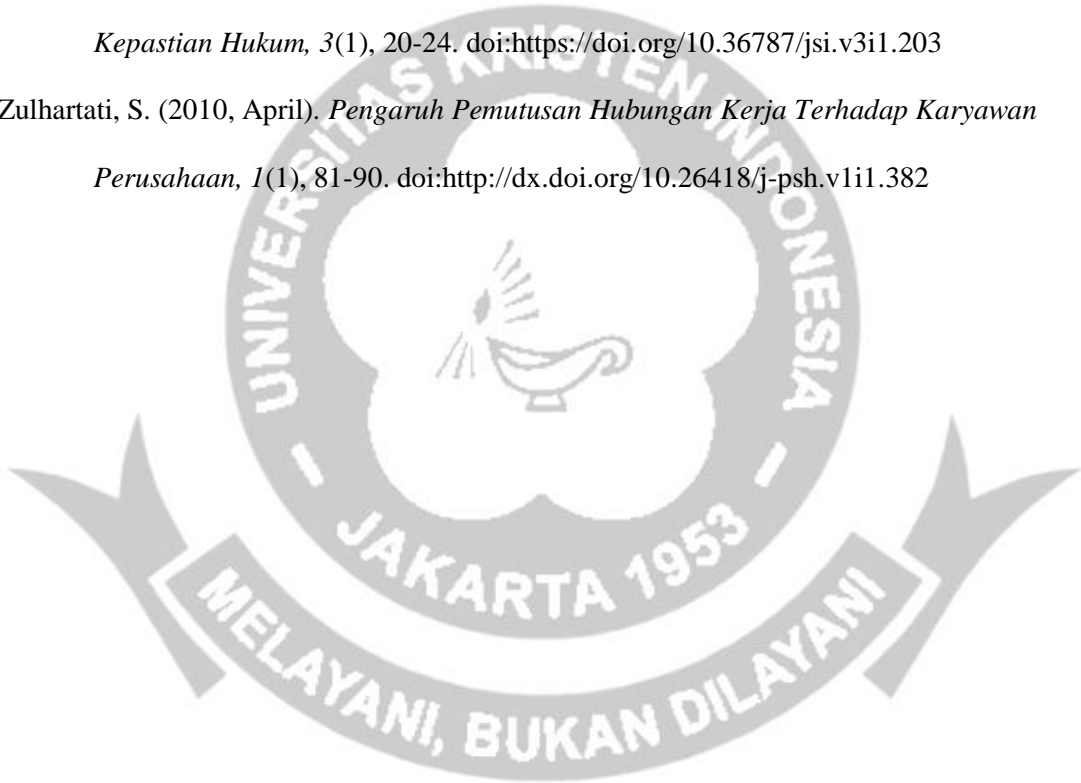 Kepastian Hukum, 3(1), 20-24. doi:https://doi.org/10.36787/jsi.v3i1.203
Zulhartati, S. (2010, April). Pengaruh Pemutusan Hubungan Kerja Terhadap Karyawan
Perusahaan, 1(1), 81-90. doi:http://dx.doi.org/10.26418/j-psh.v1i1.382
UNIVERSITAS KRISTEN INDONESIA
- JAKARTA 1953 -
MELAYANI, BUKAN DILAYANI